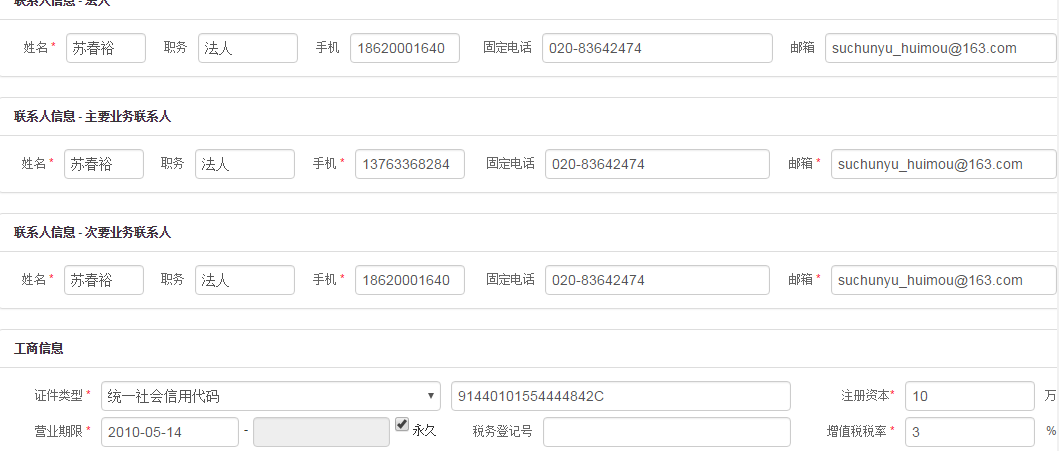 联系人信息 - 法人
姓名 * 苏春裕 职务 法人 手机 18620001640 固定电话 020-83642474 邮箱 suchunyu_huimou@163.com
联系人信息 - 主要业务联系人
姓名 * 苏春裕 职务 法人 手机 * 13763368284 固定电话 020-83642474 邮箱 * suchunyu_huimou@163.com
联系人信息 - 次要业务联系人
姓名 * 苏春裕 职务 法人 手机 * 18620001640 固定电话 020-83642474 邮箱 * suchunyu_huimou@163.com
工商信息
证件类型 * 统一社会信用代码 91440101554444842C 注册资本* 10 万
营业期限 * 2010-05-14 - 永久 税务登记号 增值税税率 * 3 %